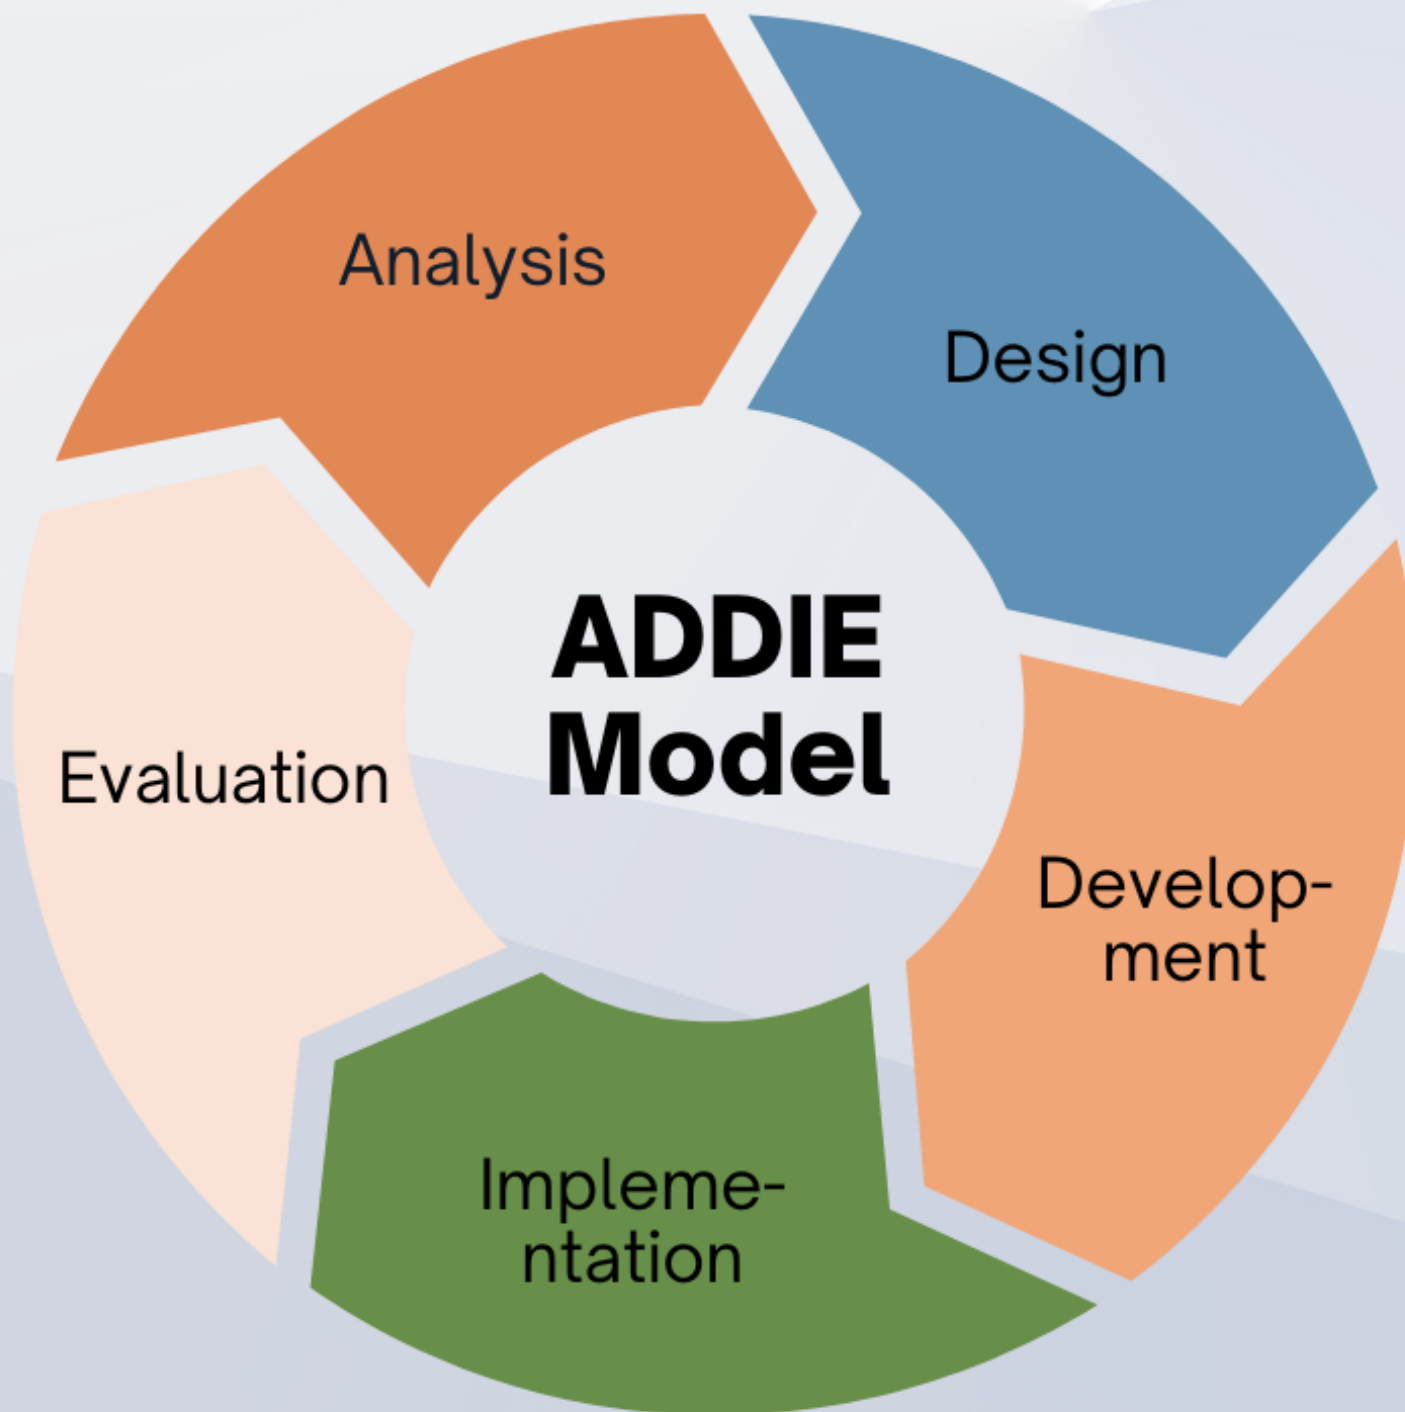 Analysis
Design
ADDIE
Model
Evaluation
Develop-
ment
Impleme-
ntation